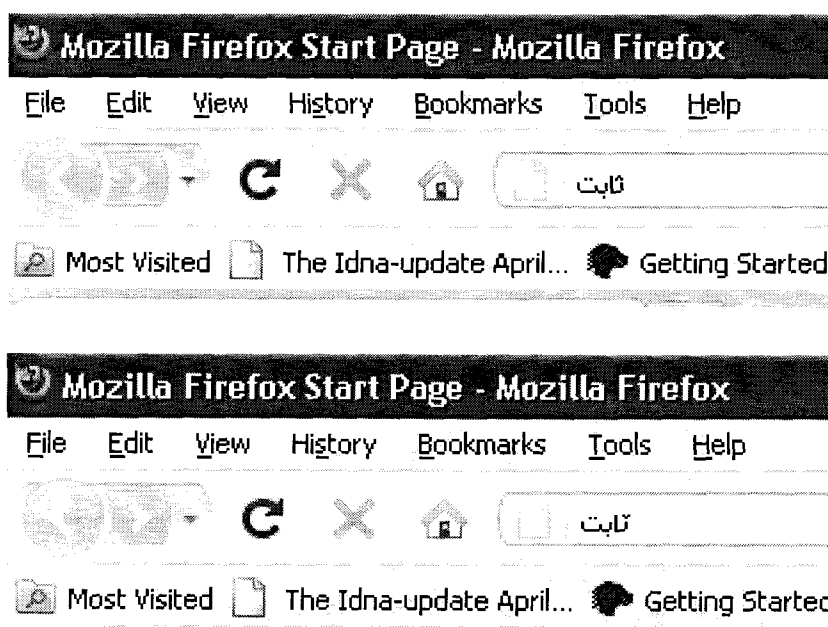 Mozilla Firefox Start Page - Mozilla Firefox
File Edit View History Bookmarks Tools Help
ثابت
Most Visited The Idna-update April... Getting Started
Mozilla Firefox Start Page - Mozilla Firefox
File Edit View History Bookmarks Tools Help
ٽابت
Most Visited The Idna-update April... Getting Started